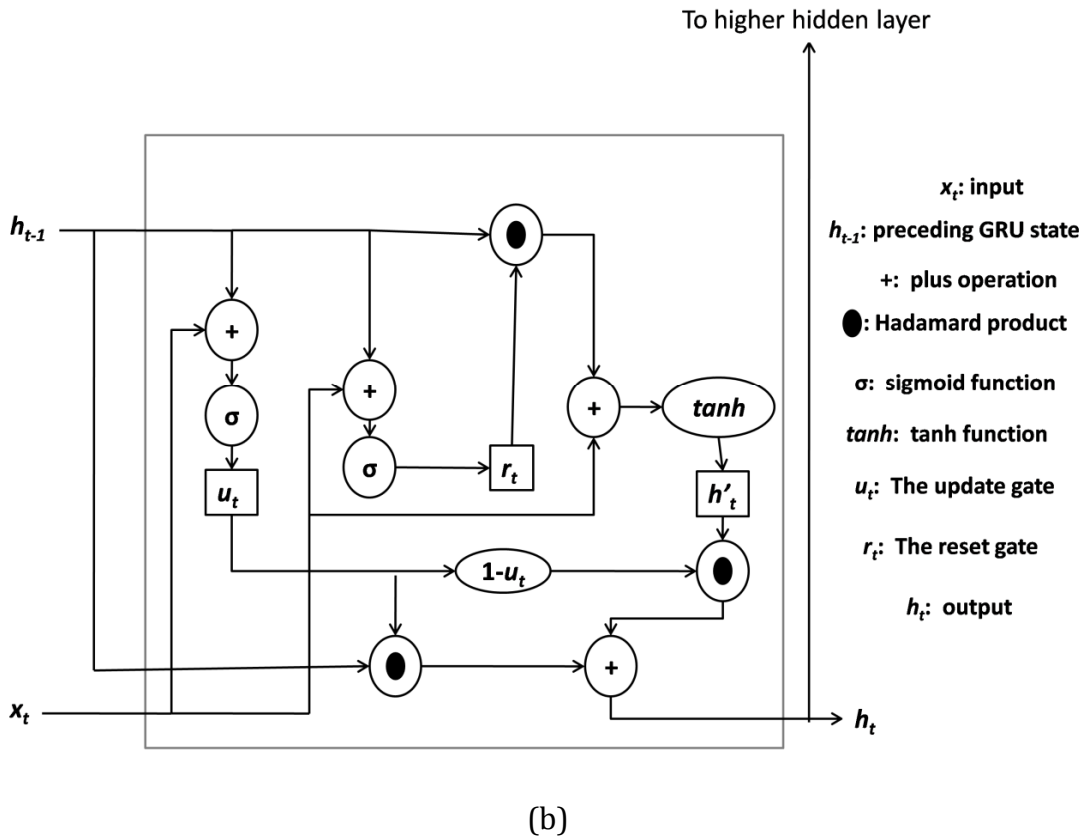 To higher hidden layer
h_{t-1}
+
σ
u_t
+
σ
r_t
+
tanh
h'_t
1-u_t
+
x_t
h_t
x_t: input
h_{t-1}: preceding GRU state
+: plus operation
: Hadamard product
σ: sigmoid function
tanh: tanh function
u_t: The update gate
r_t: The reset gate
h_t: output
(b)